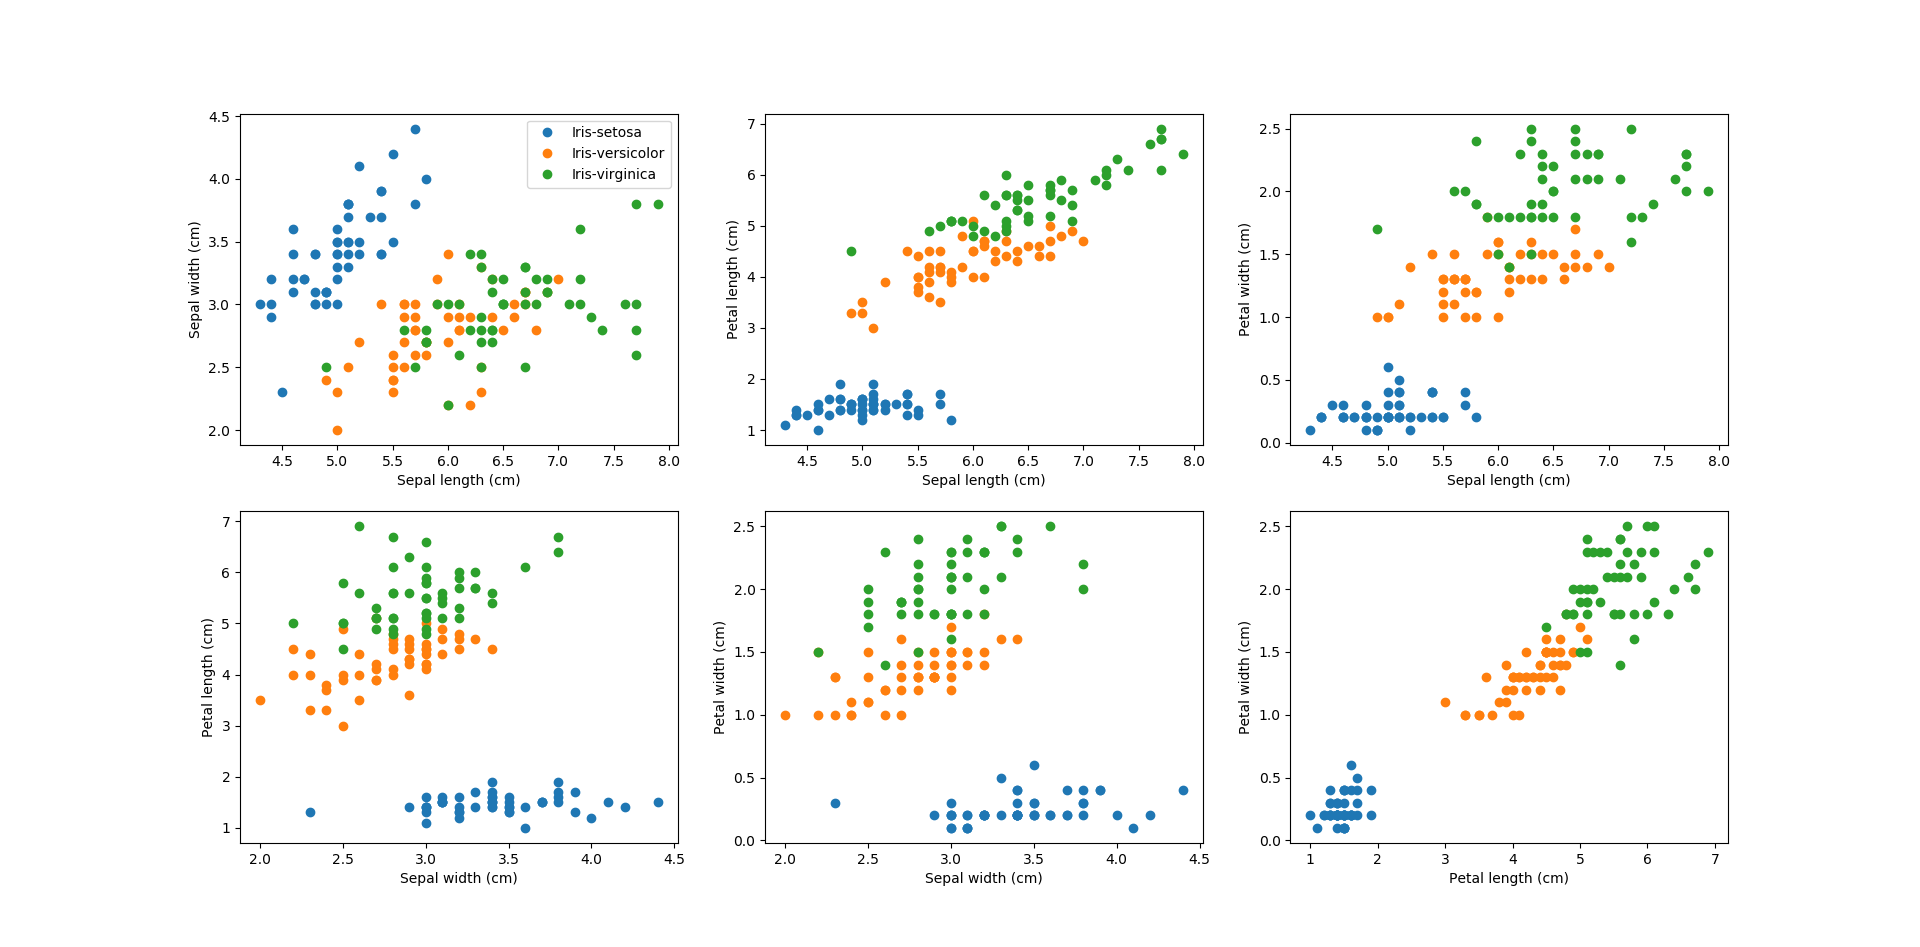 4.5
4.0
3.5
3.0
2.5
2.0
Sepal width (cm)
Iris-setosa
Iris-versicolor
Iris-virginica
4.5 5.0 5.5 6.0 6.5 7.0 7.5 8.0
Sepal length (cm)
7
6
5
4
3
2
1
Petal length (cm)
4.5 5.0 5.5 6.0 6.5 7.0 7.5 8.0
Sepal length (cm)
2.5
2.0
1.5
1.0
0.5
0.0
Petal width (cm)
4.5 5.0 5.5 6.0 6.5 7.0 7.5 8.0
Sepal length (cm)
7
6
5
4
3
2
1
Petal length (cm)
2.0 2.5 3.0 3.5 4.0 4.5
Sepal width (cm)
2.5
2.0
1.5
1.0
0.5
0.0
Petal width (cm)
2.0 2.5 3.0 3.5 4.0 4.5
Sepal width (cm)
2.5
2.0
1.5
1.0
0.5
0.0
Petal width (cm)
1 2 3 4 5 6 7
Petal length (cm)